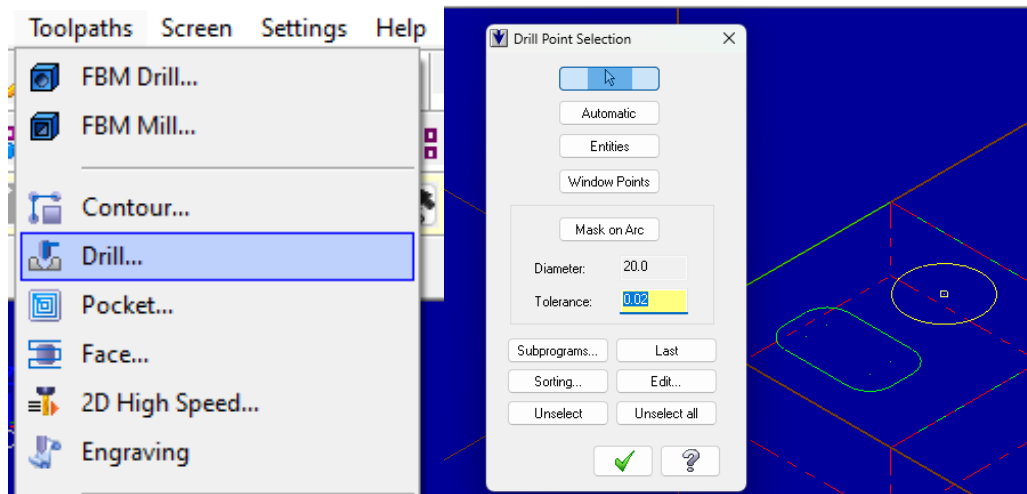 Toolpaths Screen Settings Help
FBM Drill...
FBM Mill...
Contour...
Drill...
Pocket...
Face...
2D High Speed...
Engraving
Drill Point Selection
Automatic
Entities
Window Points
Mask on Arc
Diameter: 20.0
Tolerance: 0.02
Subprograms... Last
Sorting... Edit...
Unselect Unselect all